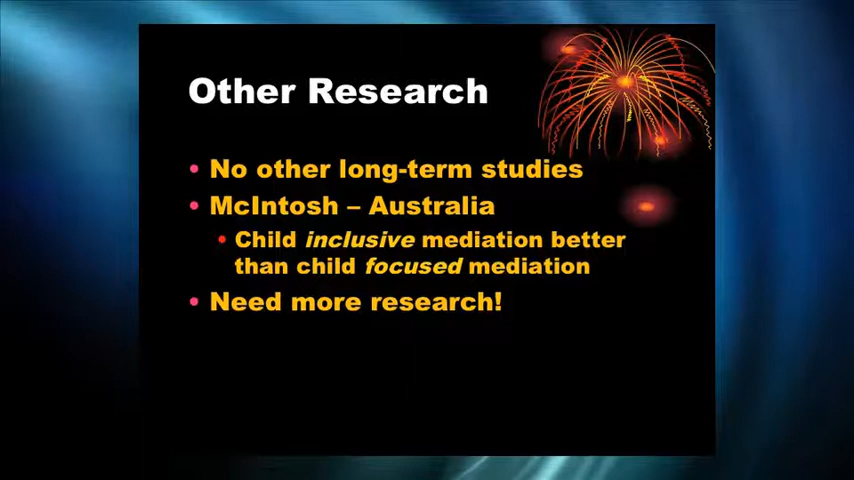 Other Research
• No other long-term studies
• McIntosh – Australia
• Child inclusive mediation better
than child focused mediation
• Need more research!